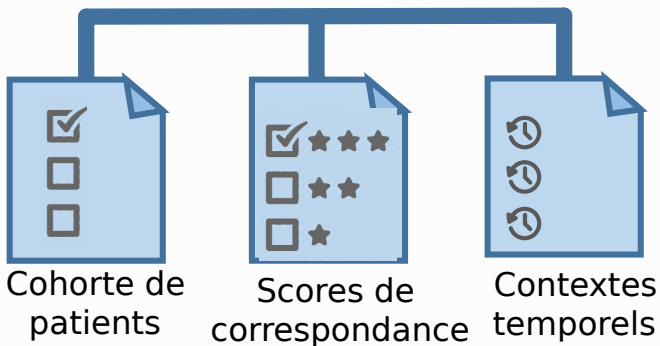 Cohorte de
patients
Scores de
correspondance
Contextes
temporels